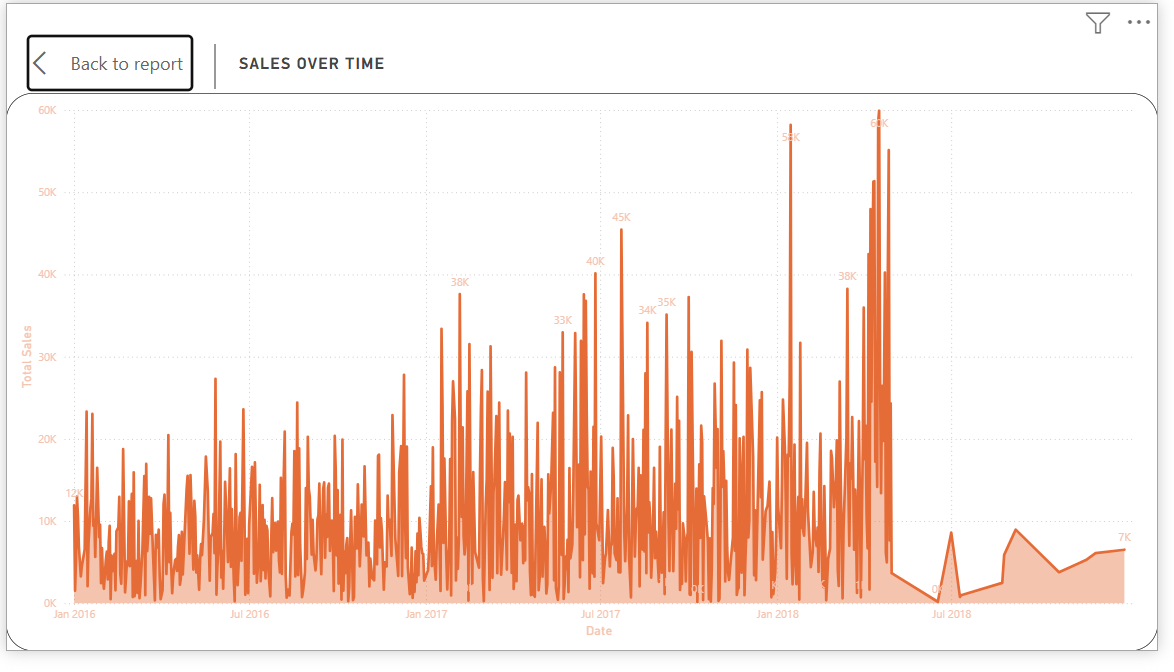 Back to report
SALES OVER TIME
60K
50K
40K
30K
20K
10K
0K
Total Sales
12K
38K
33K
40K
45K
34K
35K
38K
60K
7K
Jan 2016
Jul 2016
Jan 2017
Jul 2017
Jan 2018
Jul 2018
Date